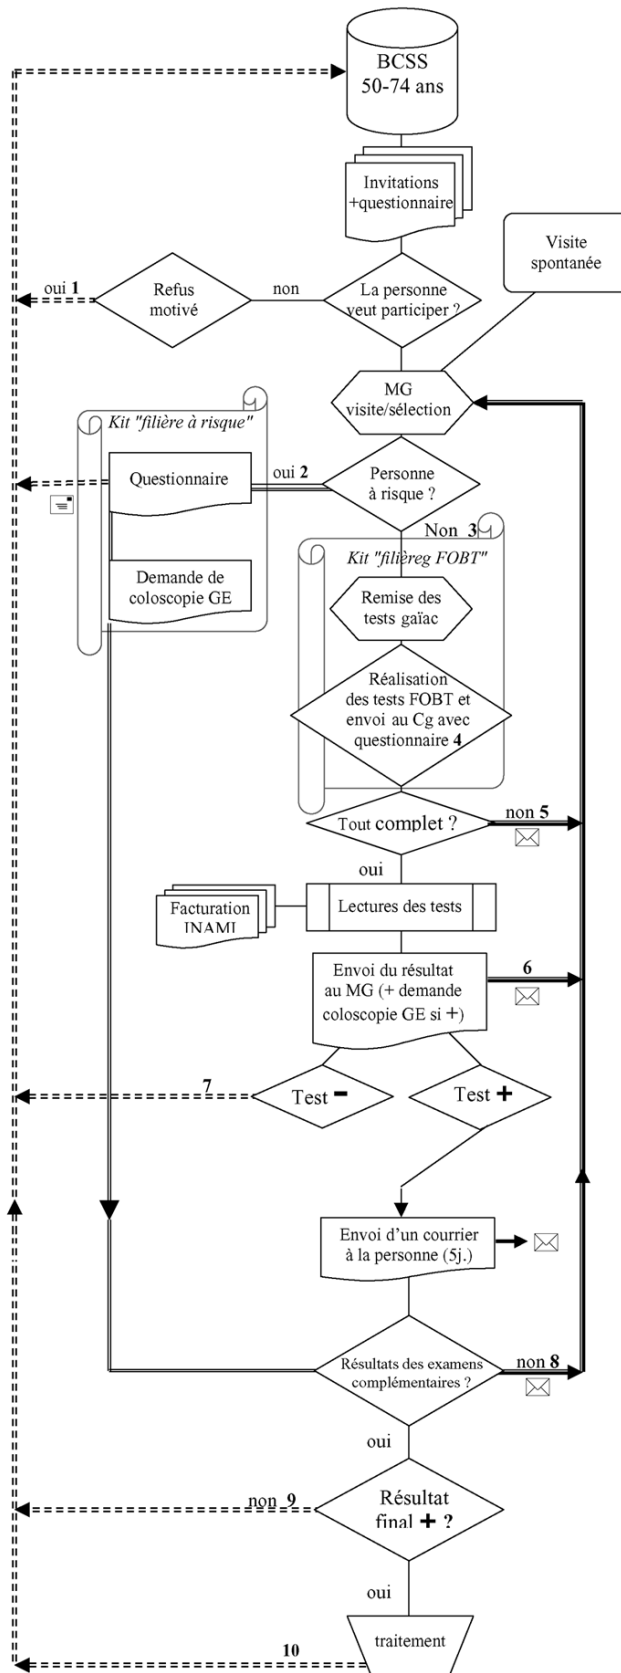 BCSS
50-74 ans
Invitations
+questionnaire
Visite
spontanée
oui 1
Refus
motivé
non
La personne
veut participer ?
MG
visite/sélection
Kit "filière à risque"
Questionnaire
oui 2
Personne
à risque ?
Non 3
Kit "filièreg FOBT"
Demande de
coloscopie GE
Remise des
tests gaïac
Réalisation
des tests FOBT et
envoi au Cg avec
questionnaire 4
Tout complet ?
non 5
oui
Facturation
INAMI
Lectures des tests
Envoi du résultat
au MG (+ demande
coloscopie GE si +)
6
7
Test -
Test +
Envoi d'un courrier
à la personne (5j.)
Résultats des examens
complémentaires ?
non 8
oui
non 9
Résultat
final + ?
oui
10
traitement